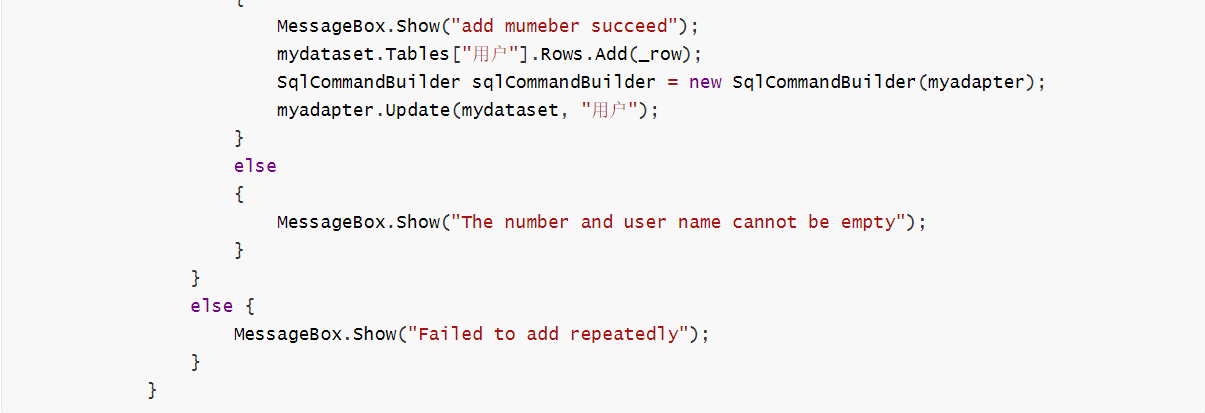 {
MessageBox.Show("add mumeber succeed");
mydataset.Tables["用户"].Rows.Add(_row);
SqlCommandBuilder sqlCommandBuilder = new SqlCommandBuilder(myadapter);
myadapter.Update(mydataset, "用户");
}
else
{
MessageBox.Show("The number and user name cannot be empty");
}
}
else {
MessageBox.Show("Failed to add repeatedly");
}
}